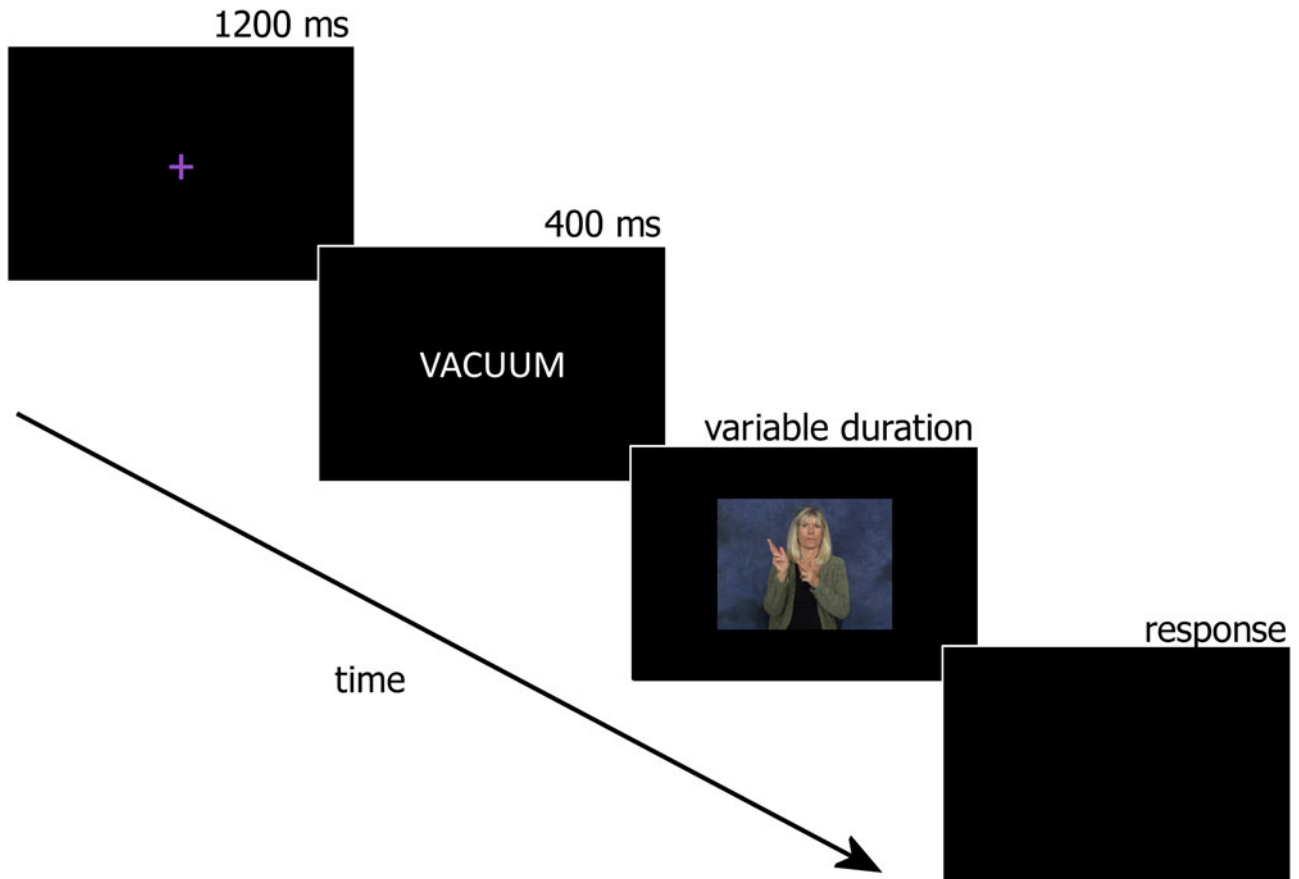 1200 ms
400 ms
VACUUM
variable duration
response
time